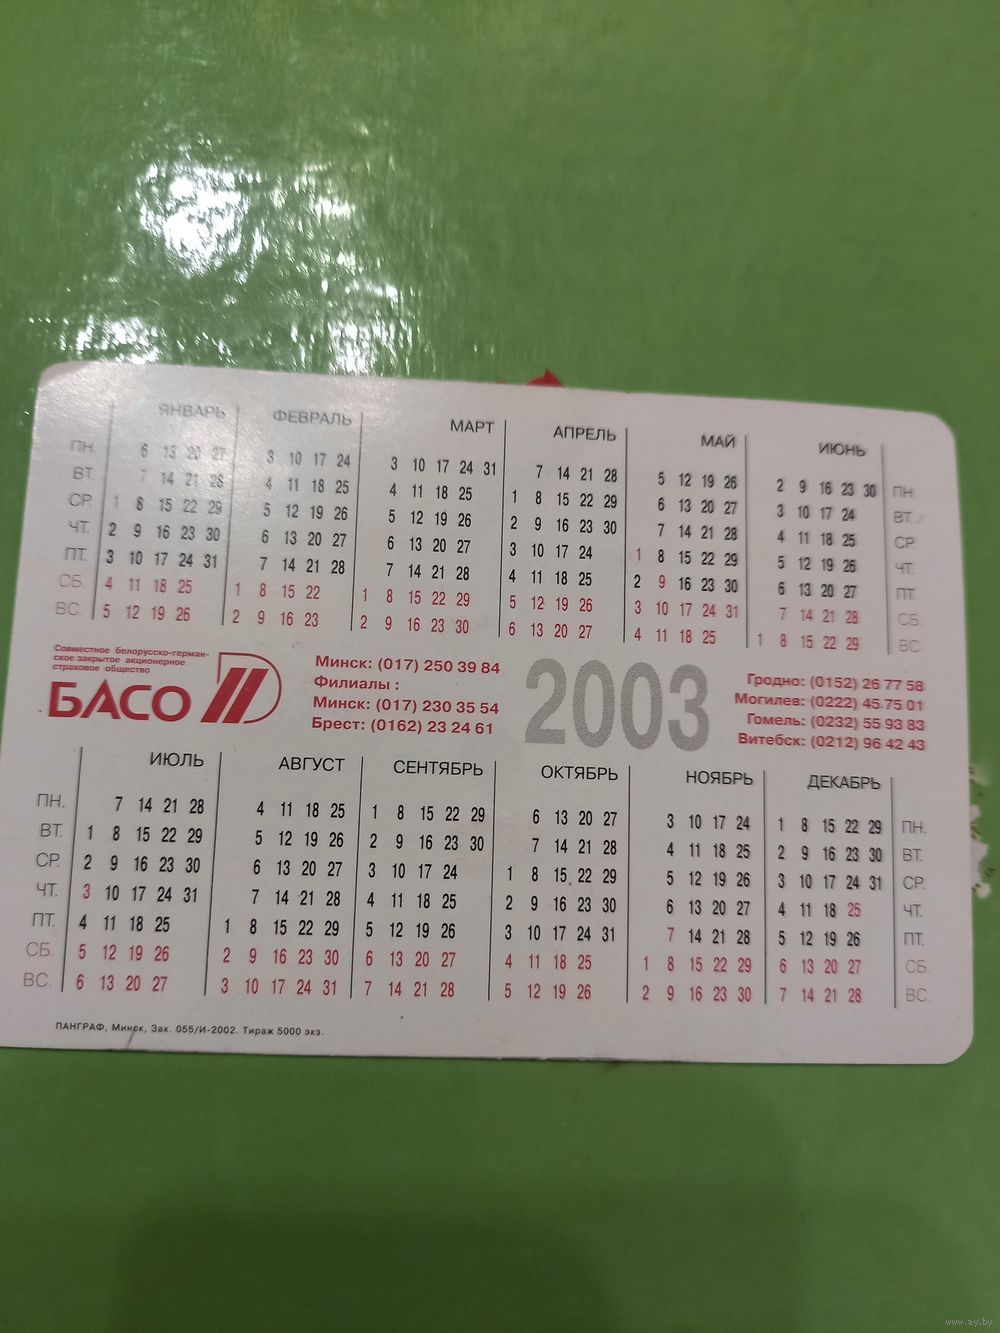 ЯНВАРЬ ФЕВРАЛЬ МАРТ АПРЕЛЬ МАЙ ИЮНЬ
ПН. 6 13 20 27 3 10 17 24 3 10 17 24 31 7 14 21 28 5 12 19 26 2 9 16 23 30 ПН.
ВТ. 7 14 21 28 4 11 18 25 4 11 18 25 1 8 15 22 29 6 13 20 27 3 10 17 24 ВТ.
СР. 1 8 15 22 29 5 12 19 26 5 12 19 26 2 9 16 23 30 7 14 21 28 4 11 18 25 СР.
ЧТ. 2 9 16 23 30 6 13 20 27 6 13 20 27 3 10 17 24 1 8 15 22 29 5 12 19 26 ЧТ.
ПТ. 3 10 17 24 31 7 14 21 28 7 14 21 28 4 11 18 25 2 9 16 23 30 6 13 20 27 ПТ.
СБ. 4 11 18 25 1 8 15 22 1 8 15 22 29 5 12 19 26 3 10 17 24 31 7 14 21 28 СБ.
ВС. 5 12 19 26 2 9 16 23 2 9 16 23 30 6 13 20 27 4 11 18 25 1 8 15 22 29 ВС.
Совместное белорусско-герман-
ское закрытое акционерное
страховое общество
БАСО
Минск: (017) 250 39 84
Филиалы :
Минск: (017) 230 35 54
Брест: (0162) 23 24 61
2003
Гродно: (0152) 26 77 58
Могилев: (0222) 45 75 01
Гомель: (0232) 55 93 83
Витебск: (0212) 96 42 43
ИЮЛЬ АВГУСТ СЕНТЯБРЬ ОКТЯБРЬ НОЯБРЬ ДЕКАБРЬ
ПН. 7 14 21 28 4 11 18 25 1 8 15 22 29 6 13 20 27 3 10 17 24 1 8 15 22 29 ПН.
ВТ. 1 8 15 22 29 5 12 19 26 2 9 16 23 30 7 14 21 28 4 11 18 25 2 9 16 23 30 ВТ.
СР. 2 9 16 23 30 6 13 20 27 3 10 17 24 1 8 15 22 29 5 12 19 26 3 10 17 24 31 СР.
ЧТ. 3 10 17 24 31 7 14 21 28 4 11 18 25 2 9 16 23 30 6 13 20 27 4 11 18 25 ЧТ.
ПТ. 4 11 18 25 1 8 15 22 29 5 12 19 26 3 10 17 24 31 7 14 21 28 5 12 19 26 ПТ.
СБ. 5 12 19 26 2 9 16 23 30 6 13 20 27 4 11 18 25 1 8 15 22 29 6 13 20 27 СБ.
ВС. 6 13 20 27 3 10 17 24 31 7 14 21 28 5 12 19 26 2 9 16 23 30 7 14 21 28 ВС.
ПАНГРАФ, Минск, Зак. 055/И-2002. Тираж 5000 экз.
www.ay.by